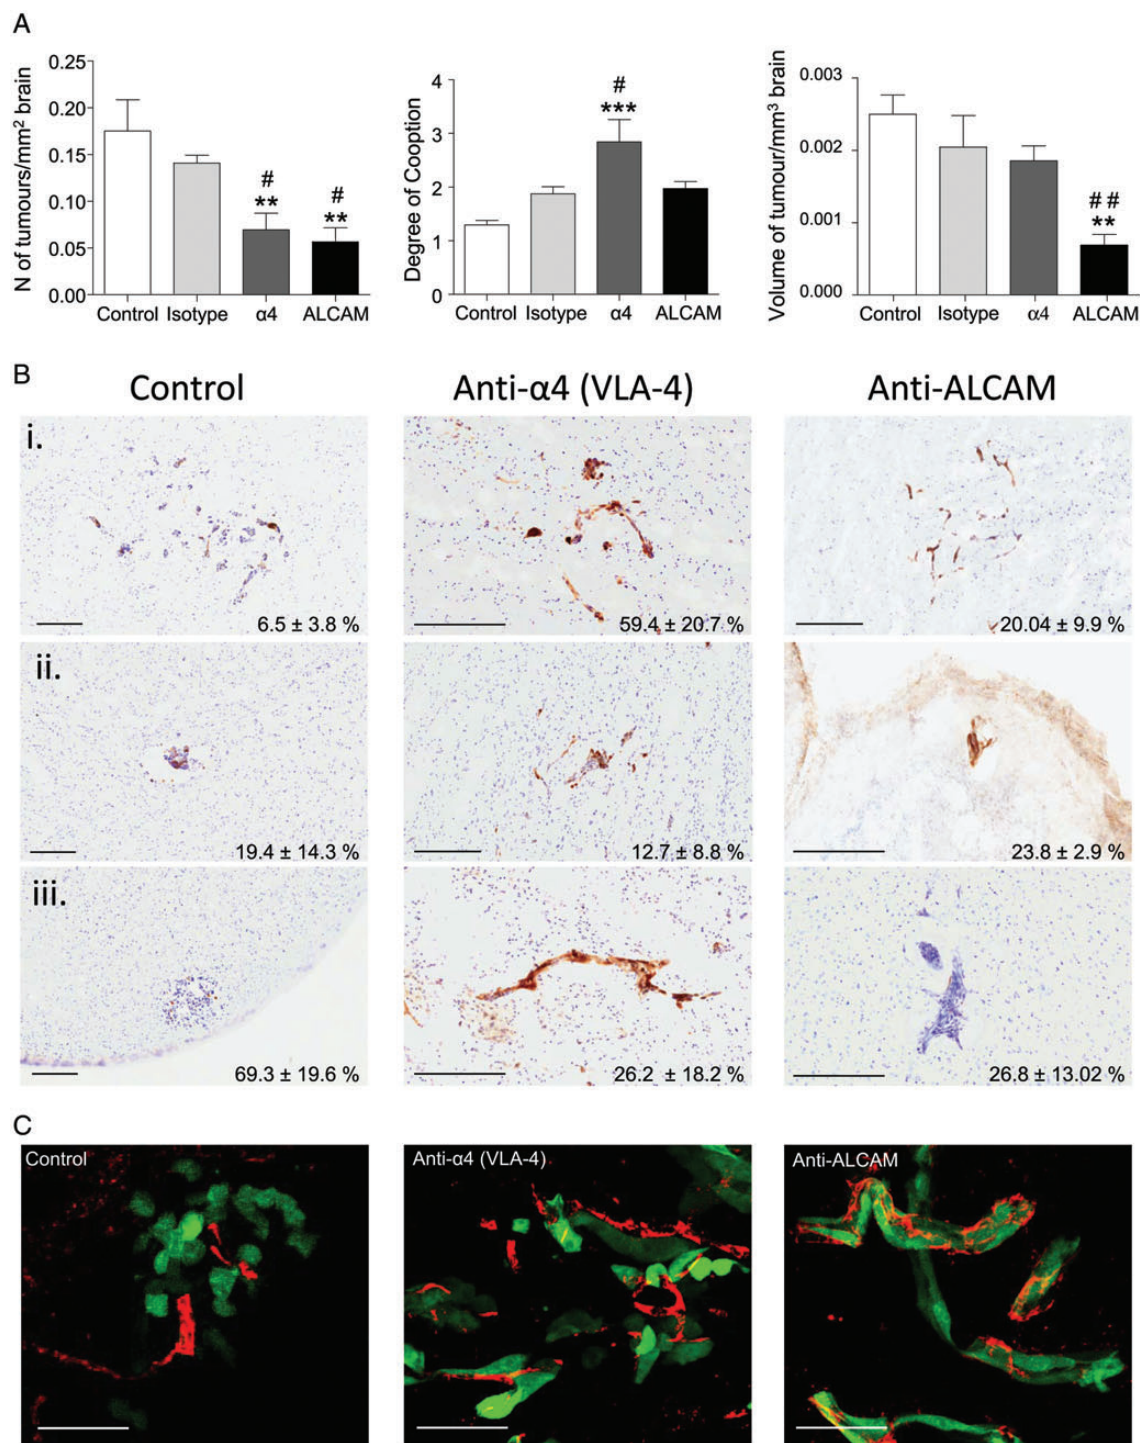 A
N of tumours/mm² brain
0.25
0.20
0.15
0.10
0.05
0.00
#
**
#
**
Control Isotype α4 ALCAM
Degree of Cooption
4
3
2
1
0
#
***
Control Isotype α4 ALCAM
Volume of tumour/mm³ brain
0.003
0.002
0.001
0.000
##
**
Control Isotype α4 ALCAM
B
Control Anti-α4 (VLA-4) Anti-ALCAM
i.
6.5 ± 3.8 % 59.4 ± 20.7 % 20.04 ± 9.9 %
ii.
19.4 ± 14.3 % 12.7 ± 8.8 % 23.8 ± 2.9 %
iii.
69.3 ± 19.6 % 26.2 ± 18.2 % 26.8 ± 13.02 %
C
Control Anti-α4 (VLA-4) Anti-ALCAM